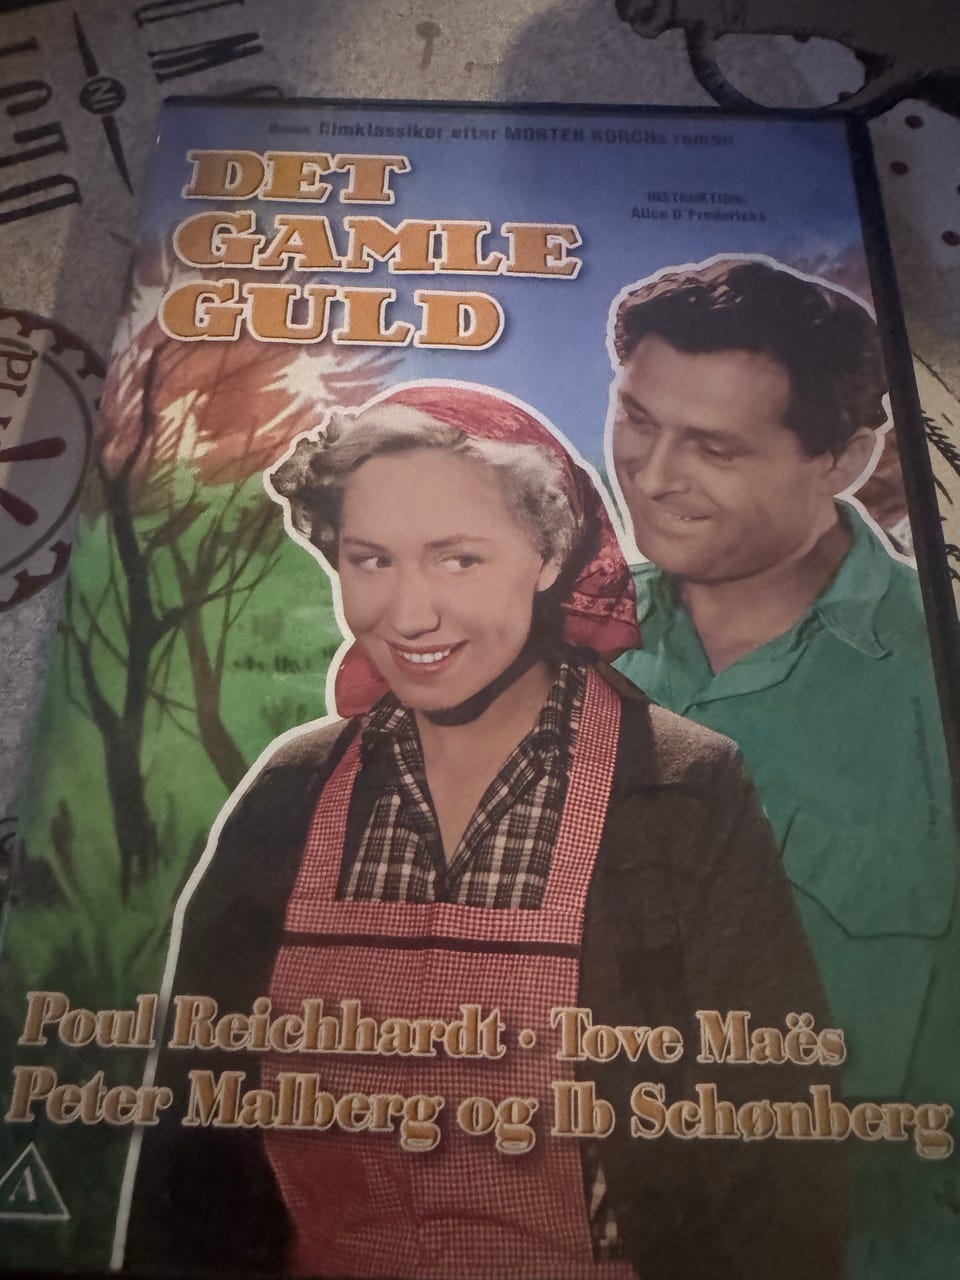 Dansk filmklassiker efter MORTEN KORCHs roman
DET
GAMLE
GULD
INSTRUKTION:
Alice O'Fredericks
Poul Reichhardt · Tove Maës
Peter Malberg og Ib Schønberg
A